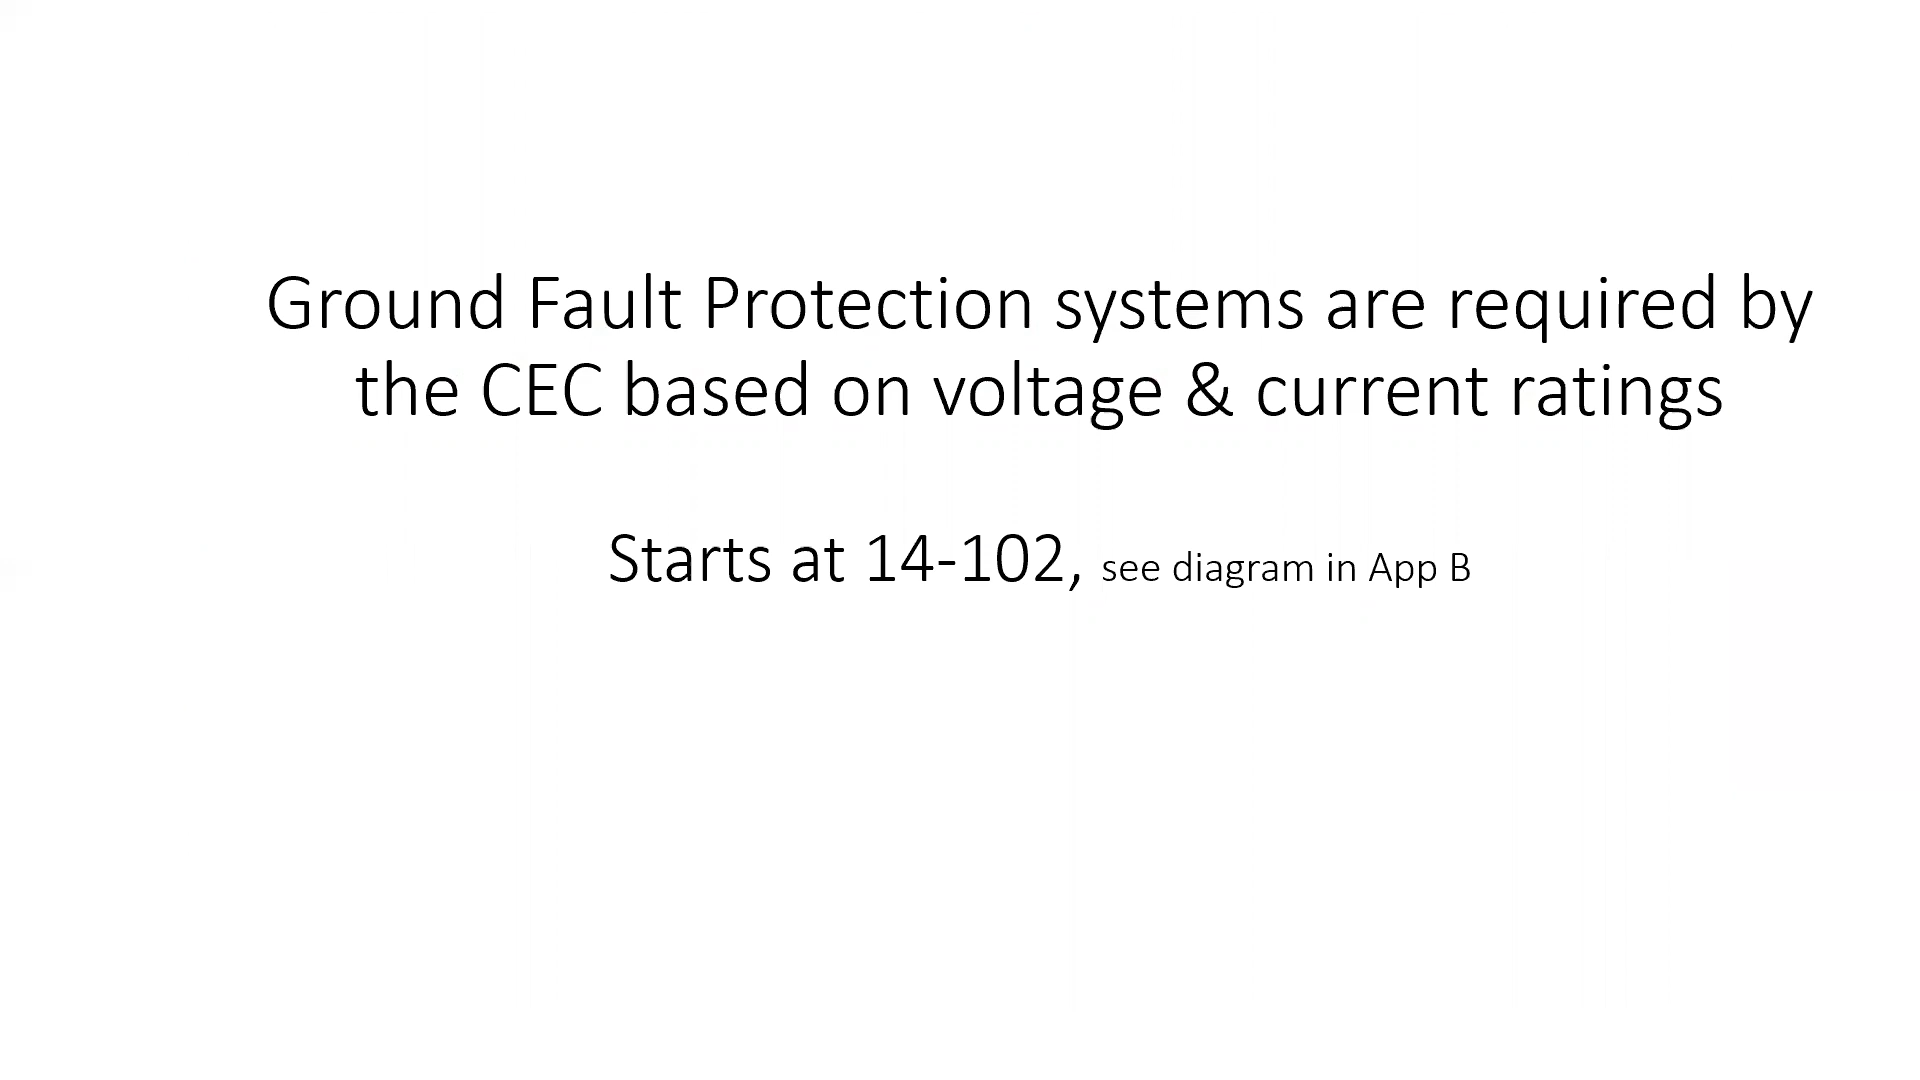 Ground Fault Protection systems are required by
the CEC based on voltage & current ratings
Starts at 14-102, see diagram in App B